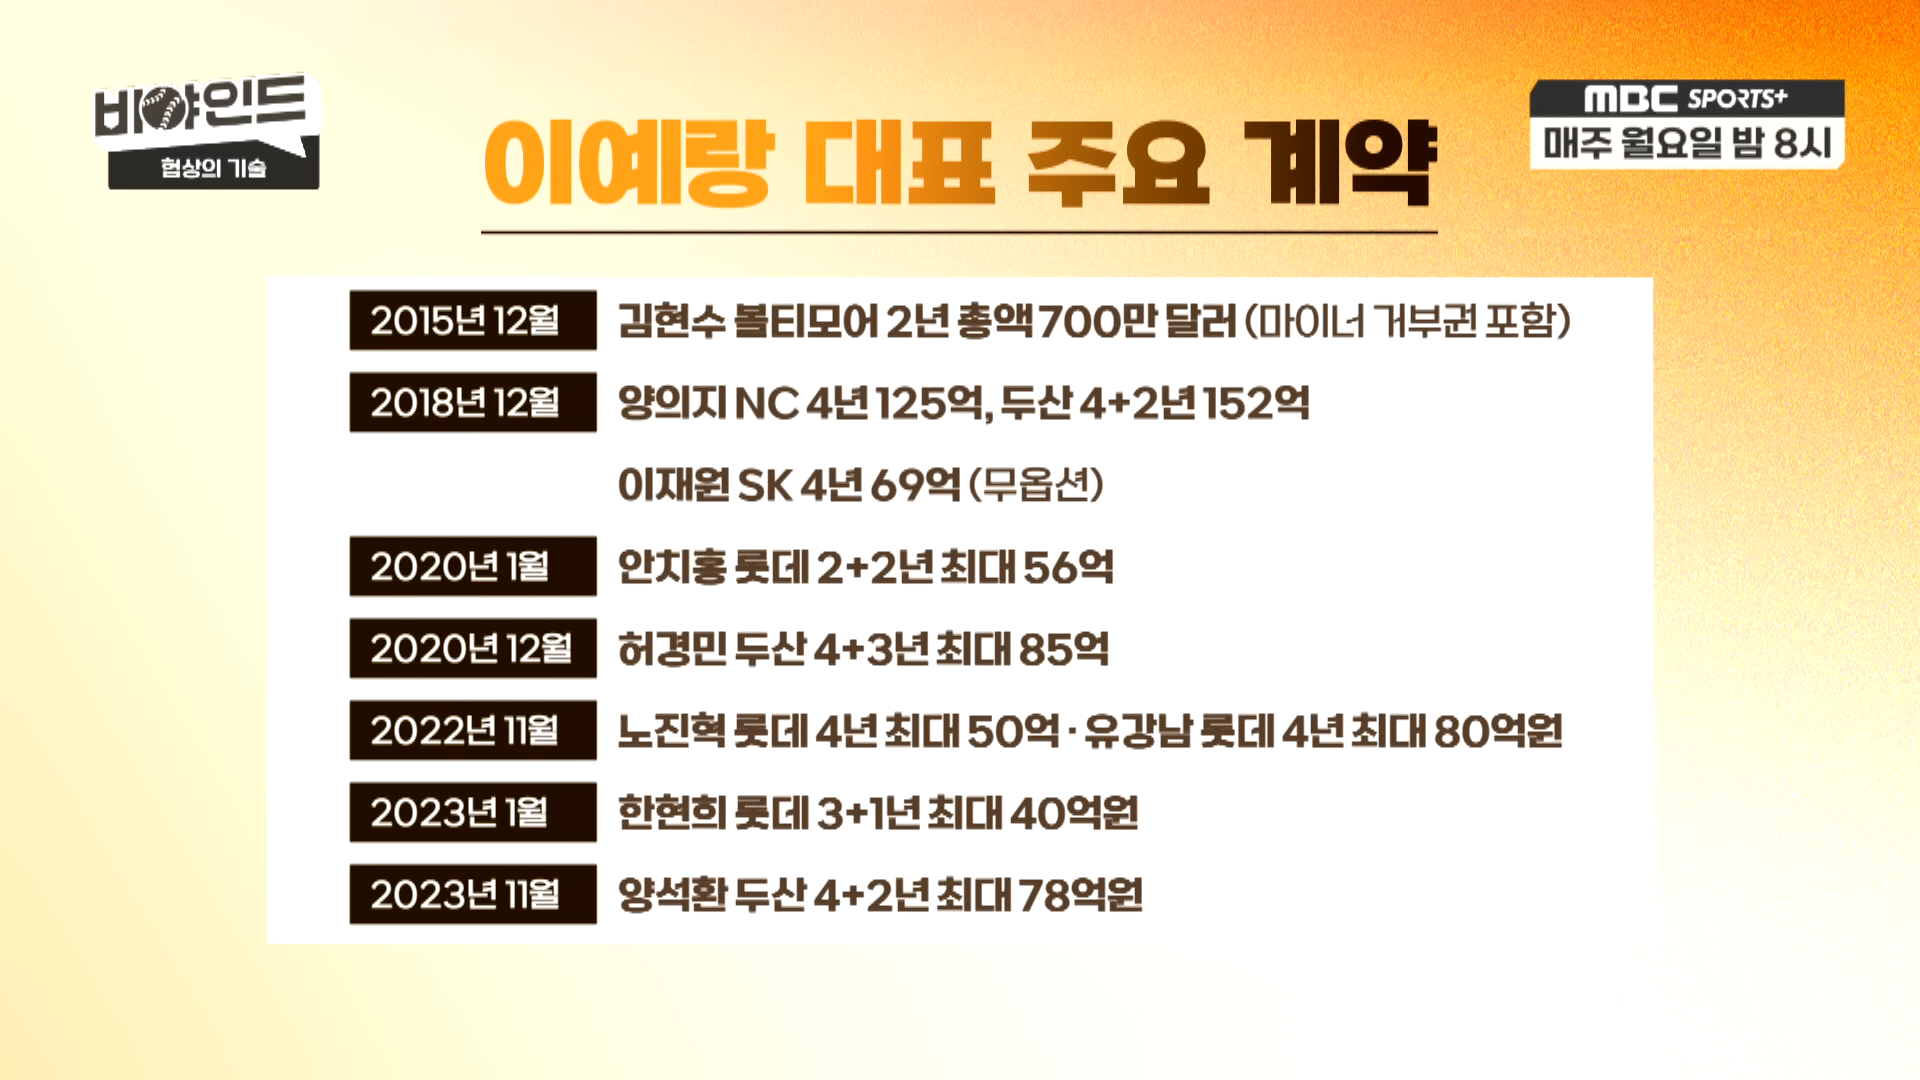 비야인드
협상의 기술
이예랑 대표 주요 계약
MBC SPORTS+
매주 월요일 밤 8시
2015년 12월 김현수 볼티모어 2년 총액 700만 달러 (마이너 거부권 포함)
2018년 12월 양의지 NC 4년 125억, 두산 4+2년 152억
이재원 SK 4년 69억 (무옵션)
2020년 1월 안치홍 롯데 2+2년 최대 56억
2020년 12월 허경민 두산 4+3년 최대 85억
2022년 11월 노진혁 롯데 4년 최대 50억 · 유강남 롯데 4년 최대 80억원
2023년 1월 한현희 롯데 3+1년 최대 40억원
2023년 11월 양석환 두산 4+2년 최대 78억원